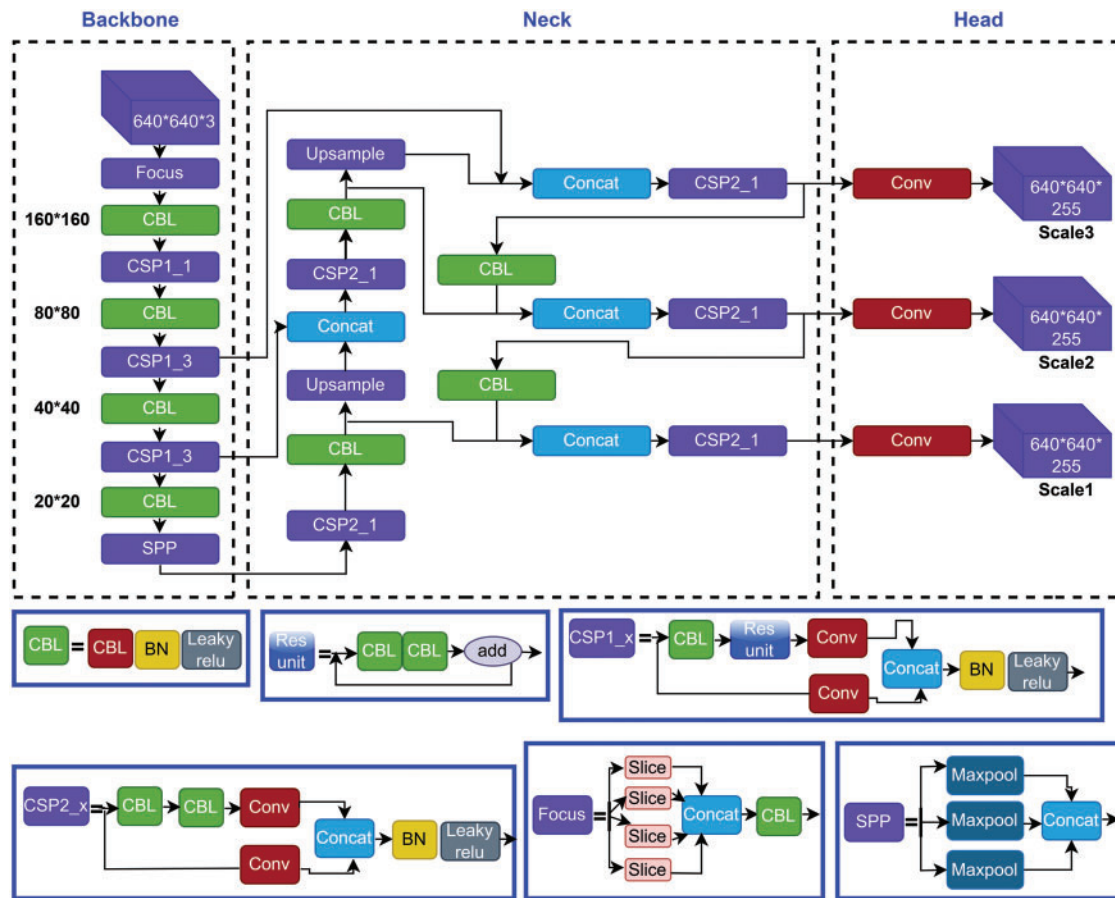 Backbone
Neck
Head
640*640*3
Focus
160*160
CBL
CSP1_1
80*80
CBL
CSP1_3
40*40
CBL
CSP1_3
20*20
CBL
SPP
Upsample
CBL
CSP2_1
Concat
Upsample
CBL
CSP2_1
Concat
CSP2_1
CBL
Concat
CSP2_1
CBL
Concat
CSP2_1
Conv
640*640*
255
Scale3
Conv
640*640*
255
Scale2
Conv
640*640*
255
Scale1
CBL
=
CBL
BN
Leaky
relu
Res
unit
=
CBL
CBL
add
CSP1_x
=
CBL
Res
unit
Conv
Conv
Concat
BN
Leaky
relu
CSP2_x
=
CBL
CBL
Conv
Conv
Concat
BN
Leaky
relu
Focus
=
Slice
Slice
Slice
Slice
Concat
CBL
SPP
=
Maxpool
Maxpool
Maxpool
Concat